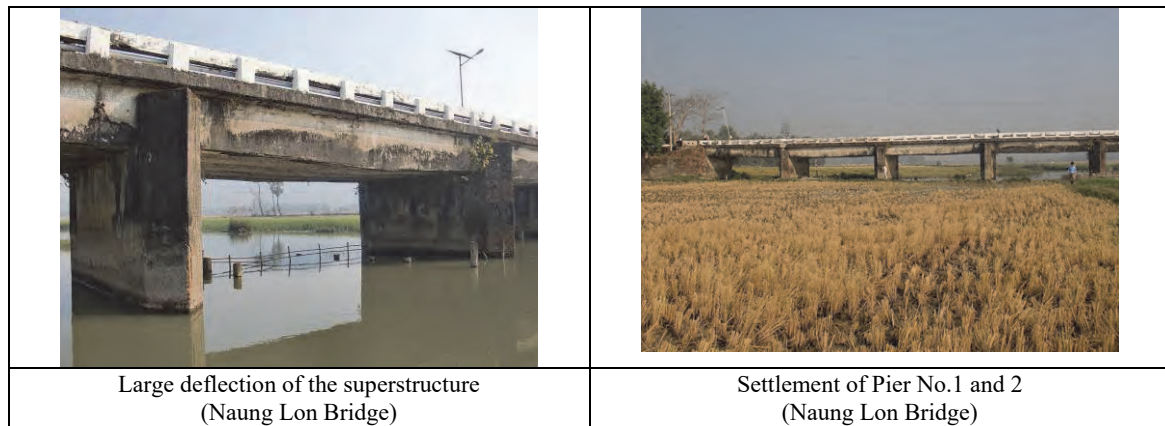 Large deflection of the superstructure
(Naung Lon Bridge)
Settlement of Pier No.1 and 2
(Naung Lon Bridge)